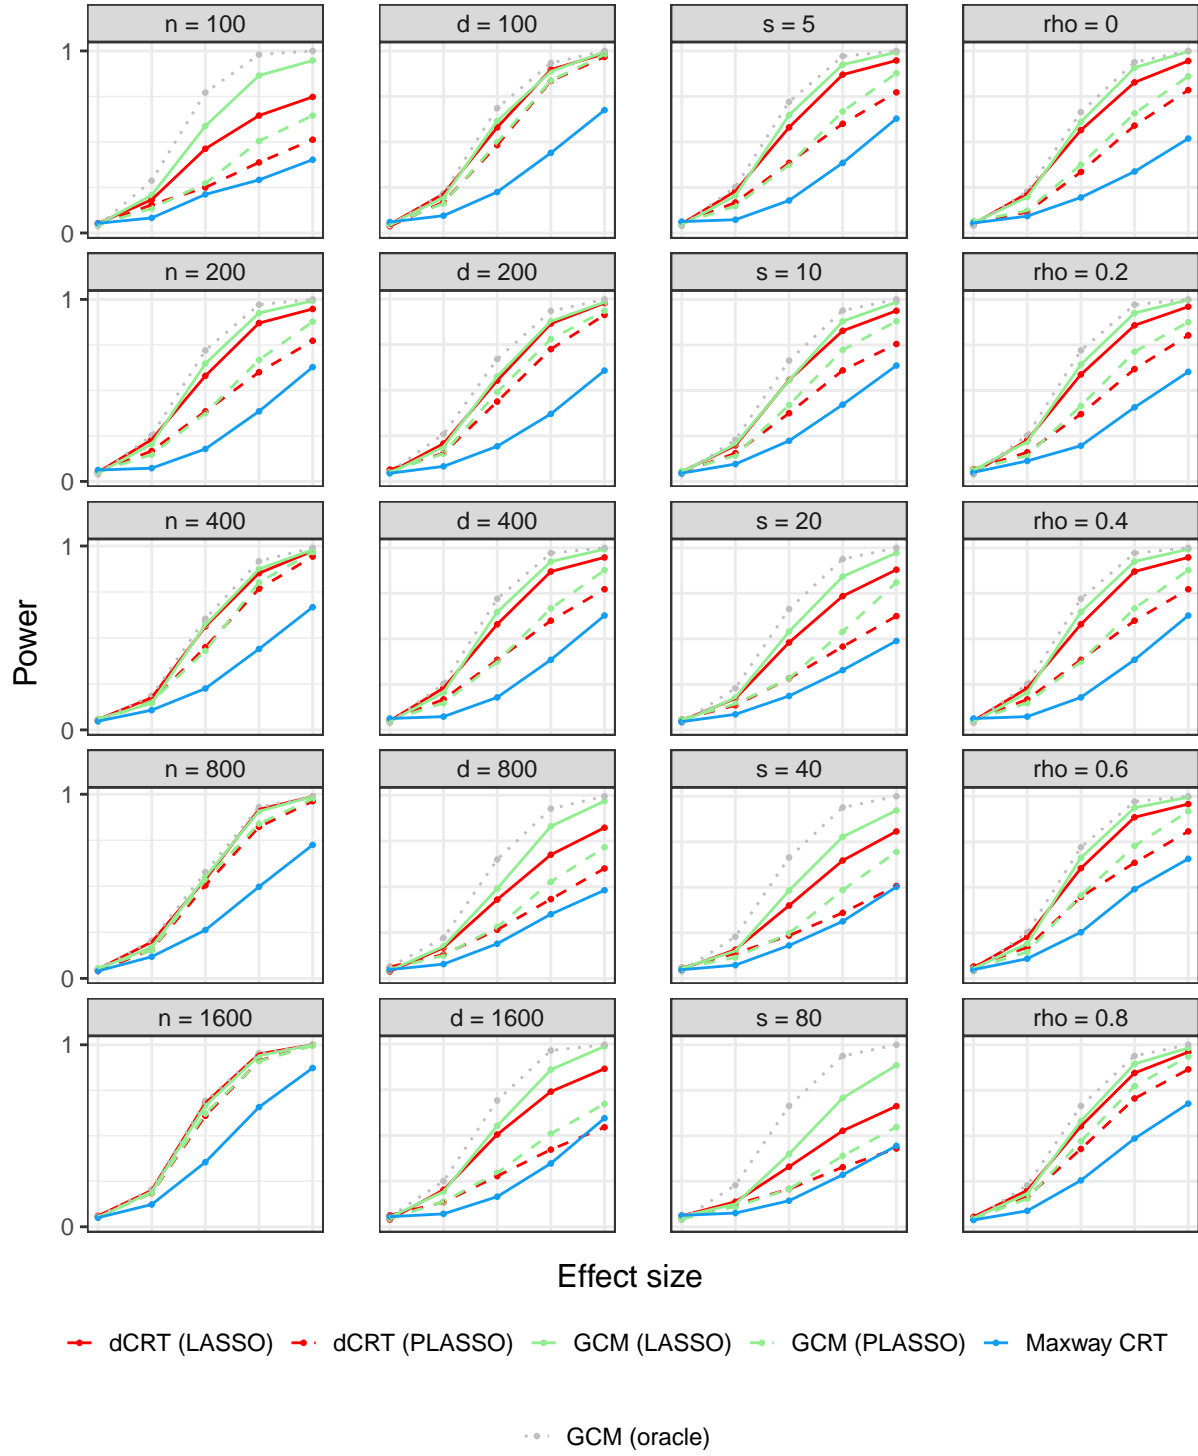 n = 100 d = 100 s = 5 rho = 0
1
0
n = 200 d = 200 s = 10 rho = 0.2
1
0
n = 400 d = 400 s = 20 rho = 0.4
1
0
n = 800 d = 800 s = 40 rho = 0.6
1
0
n = 1600 d = 1600 s = 80 rho = 0.8
1
0
Power
Effect size
dCRT (LASSO) dCRT (PLASSO) GCM (LASSO) GCM (PLASSO) Maxway CRT
GCM (oracle)